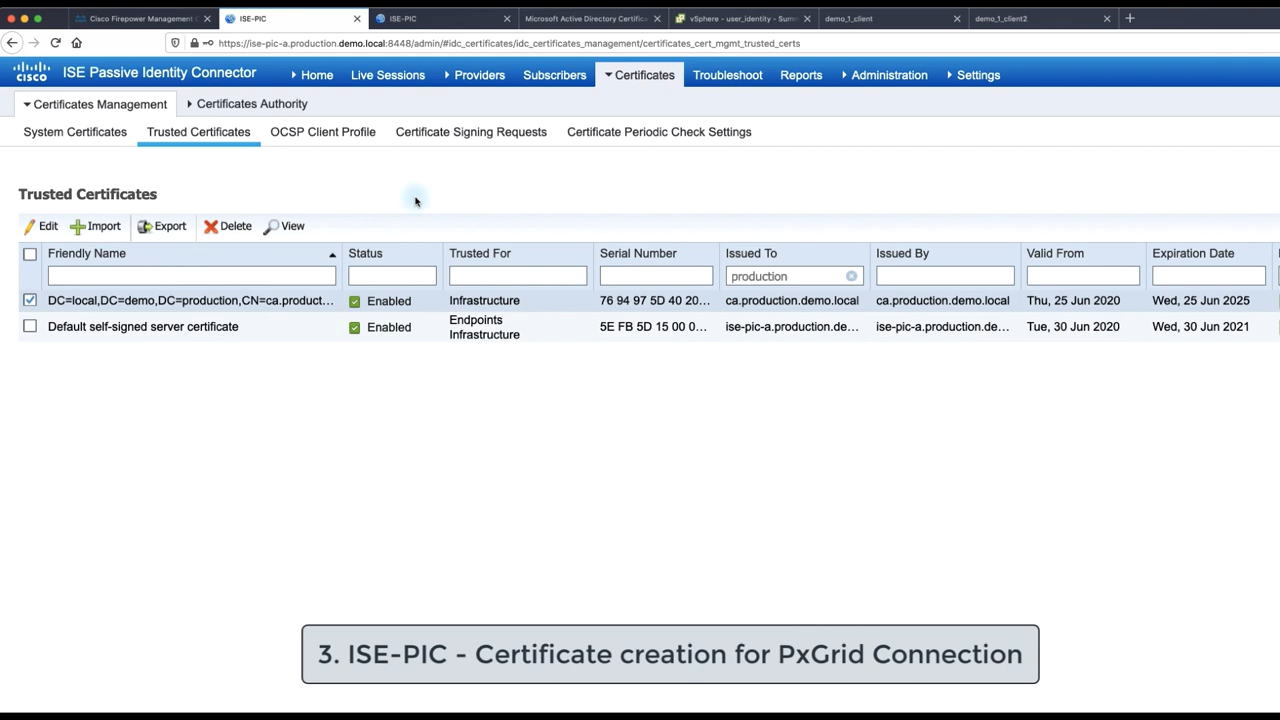 Cisco Firepower Management C
ISE-PIC
ISE-PIC
Microsoft Active Directory Certific
vSphere - user_identity - Summ
demo_1_client
demo_1_client2
https://ise-pic-a.production.demo.local:8448/admin/#idc_certificates/idc_certificates_management/certificates_cert_mgmt_trusted_certs
CISCO
ISE Passive Identity Connector
Home
Live Sessions
Providers
Subscribers
Certificates
Troubleshoot
Reports
Administration
Settings
Certificates Management
Certificates Authority
System Certificates
Trusted Certificates
OCSP Client Profile
Certificate Signing Requests
Certificate Periodic Check Settings
Trusted Certificates
Edit
Import
Export
Delete
View
Friendly Name
Status
Trusted For
Serial Number
Issued To
Issued By
Valid From
Expiration Date
production
DC=local,DC=demo,DC=production,CN=ca.product...
Enabled
Infrastructure
76 94 97 5D 40 20...
ca.production.demo.local
ca.production.demo.local
Thu, 25 Jun 2020
Wed, 25 Jun 2025
Default self-signed server certificate
Enabled
Endpoints
Infrastructure
5E FB 5D 15 00 0...
ise-pic-a.production.de...
ise-pic-a.production.de...
Tue, 30 Jun 2020
Wed, 30 Jun 2021
3. ISE-PIC - Certificate creation for PxGrid Connection